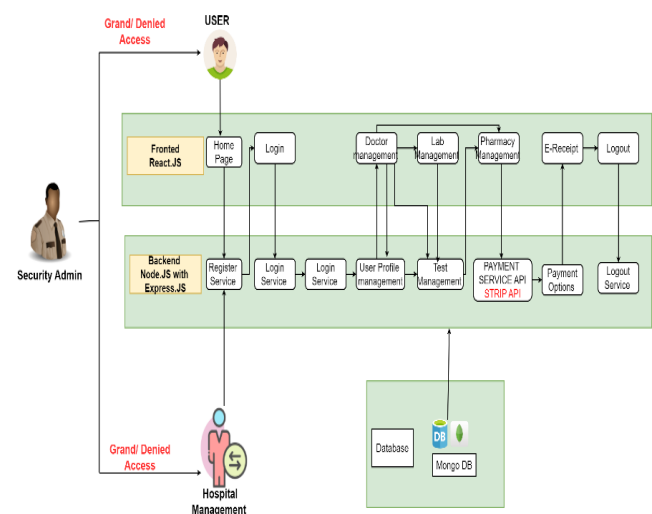 Grand/ Denied
Access
USER
Fronted
React.JS
Home
Page
Login
Doctor
management
Lab
Management
Pharmacy
Management
E-Receipt
Logout
Security Admin
Backend
Node.JS with
Express.JS
Register
Service
Login
Service
Login
Service
User Profile
management
Test
Management
PAYMENT
SERVICE API
STRIP API
Payment
Options
Logout
Service
Grand/ Denied
Access
Hospital
Management
Database
DB
Mongo DB